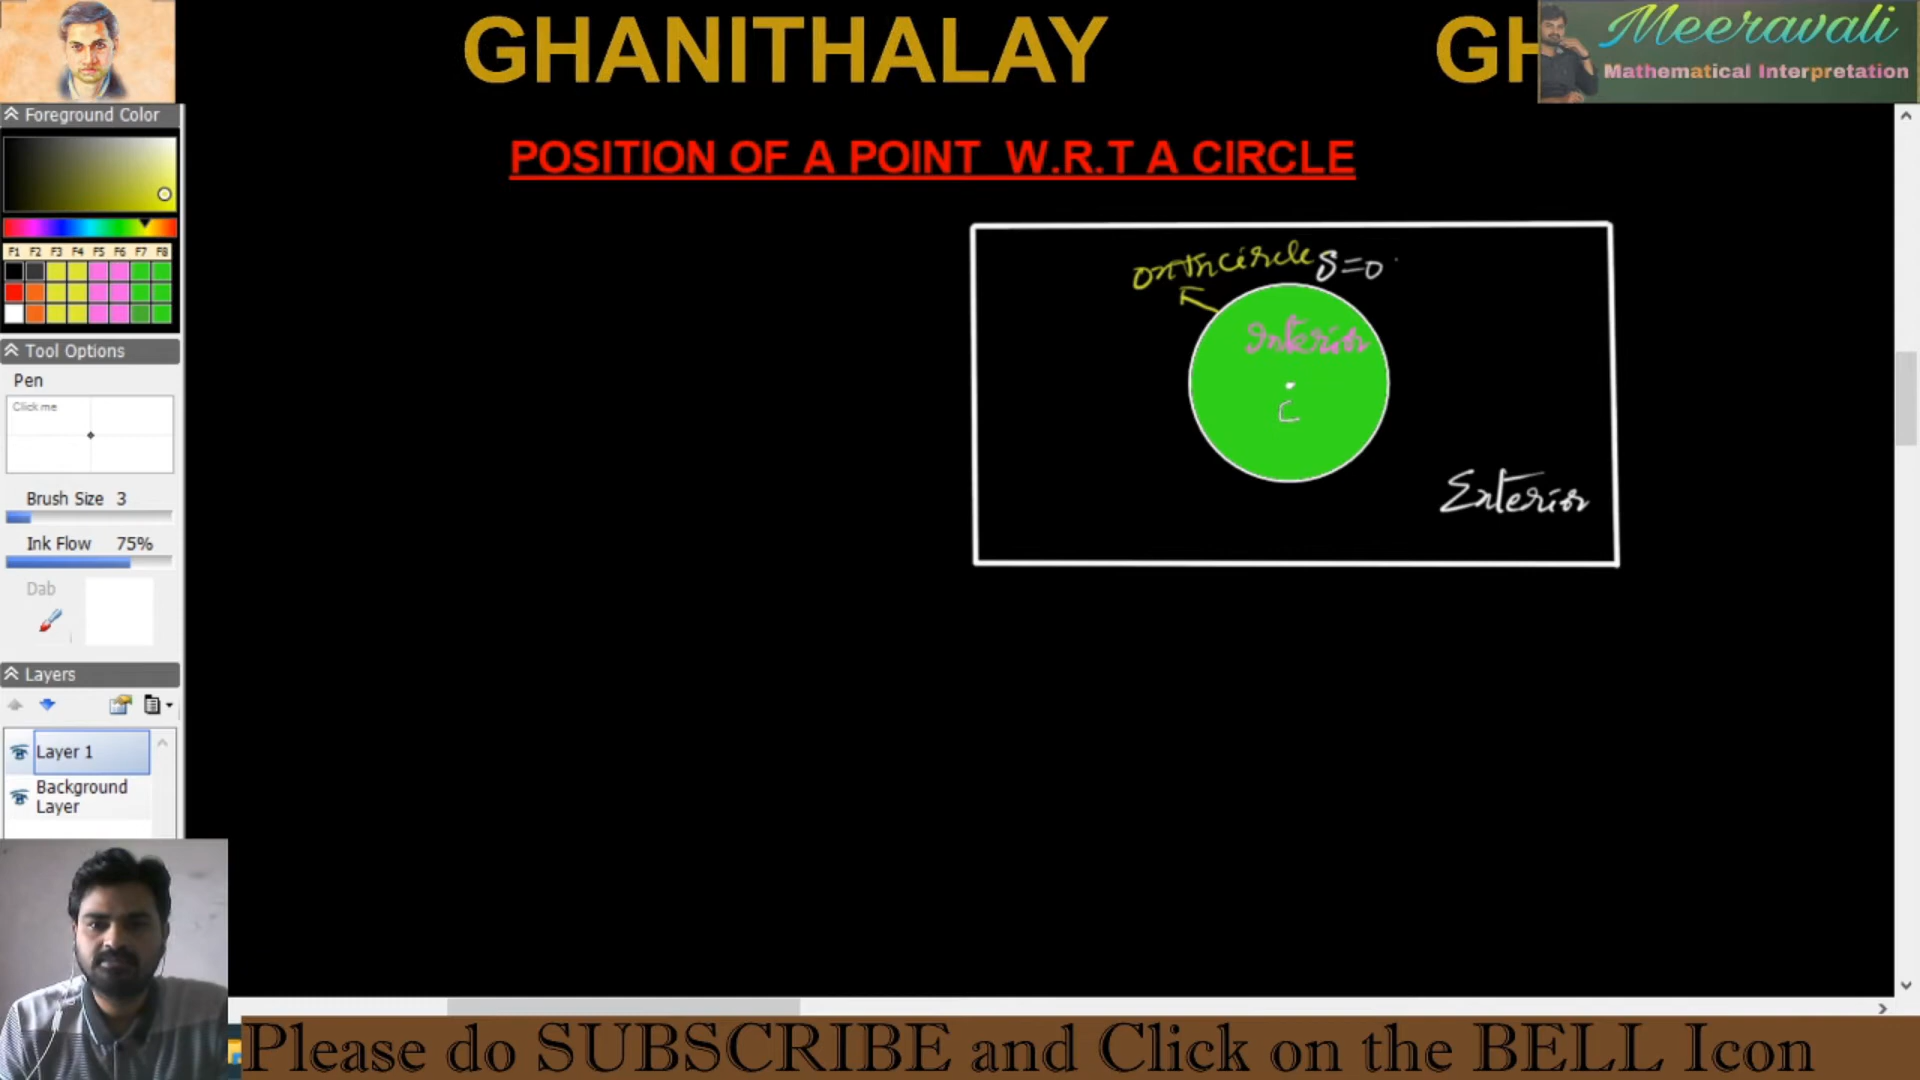 GHANITHALAY GH
Meeravali
Mathematical Interpretation
Foreground Color
POSITION OF A POINT W.R.T A CIRCLE
F1 F2 F3 F4 F5 F6 F7 F8
on th circle S=0
Interior
C
Exterior
Tool Options
Pen
Click me
Brush Size 3
Ink Flow 75%
Dab
Layers
Layer 1
Background
Layer
Please do SUBSCRIBE and Click on the BELL Icon